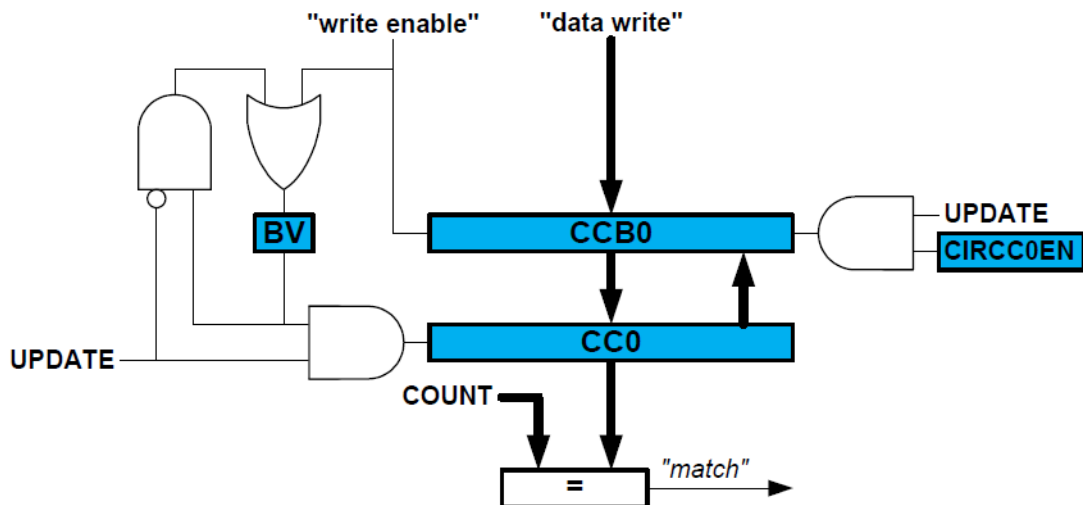 "write enable"
"data write"
BV
CCB0
UPDATE
CIRCC0EN
CC0
UPDATE
COUNT
"match"
=